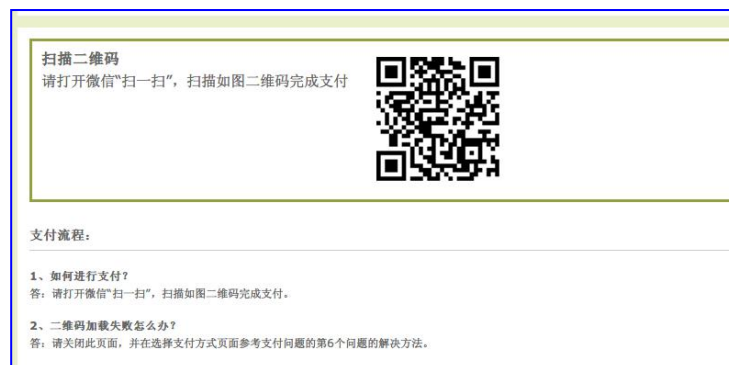 扫描二维码
请打开微信“扫一扫”，扫描如图二维码完成支付
支付流程：
1、如何进行支付？
答：请打开微信“扫一扫”，扫描如图二维码完成支付。
2、二维码加载失败怎么办？
答：请关闭此页面，并在选择支付方式页面参考支付问题的第6个问题的解决方法。